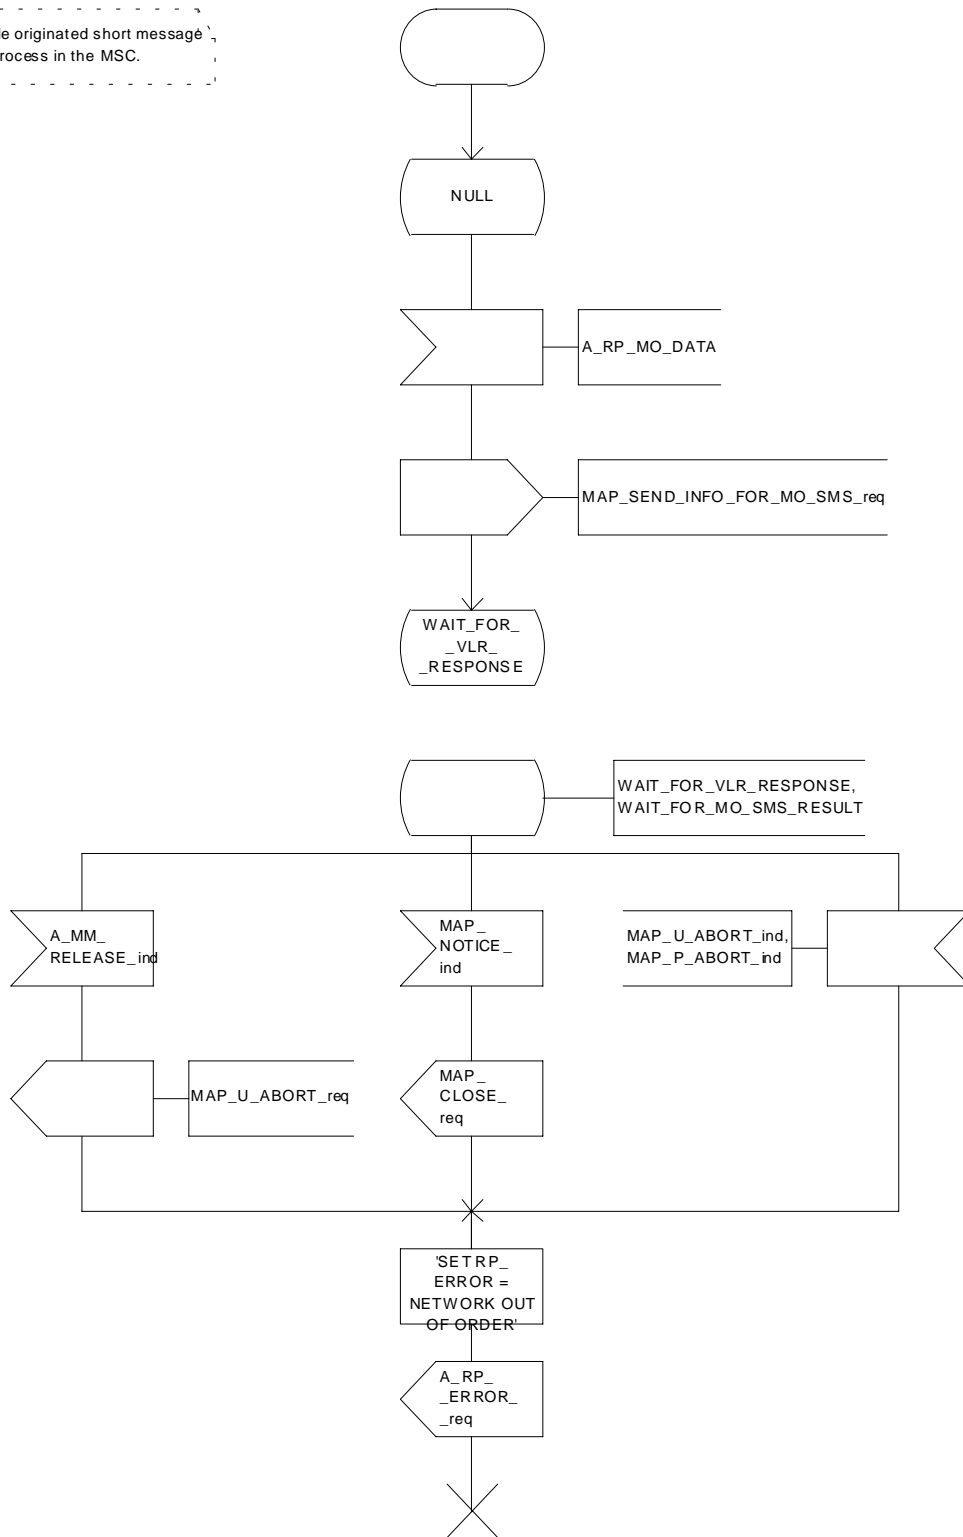 le originated short message
rocess in the MSC.
NULL
A_RP_MO_DATA
MAP_SEND_INFO_FOR_MO_SMS_req
WAIT_FOR_
_VLR_
_RESPONSE
WAIT_FOR_VLR_RESPONSE,
WAIT_FOR_MO_SMS_RESULT
A_MM_
RELEASE_ind
MAP_
NOTICE_
ind
MAP_U_ABORT_ind,
MAP_P_ABORT_ind
MAP_U_ABORT_req
MAP_
CLOSE_
req
'SET RP_
ERROR =
NETWORK OUT
OF ORDER'
A_RP_
_ERROR_
_req